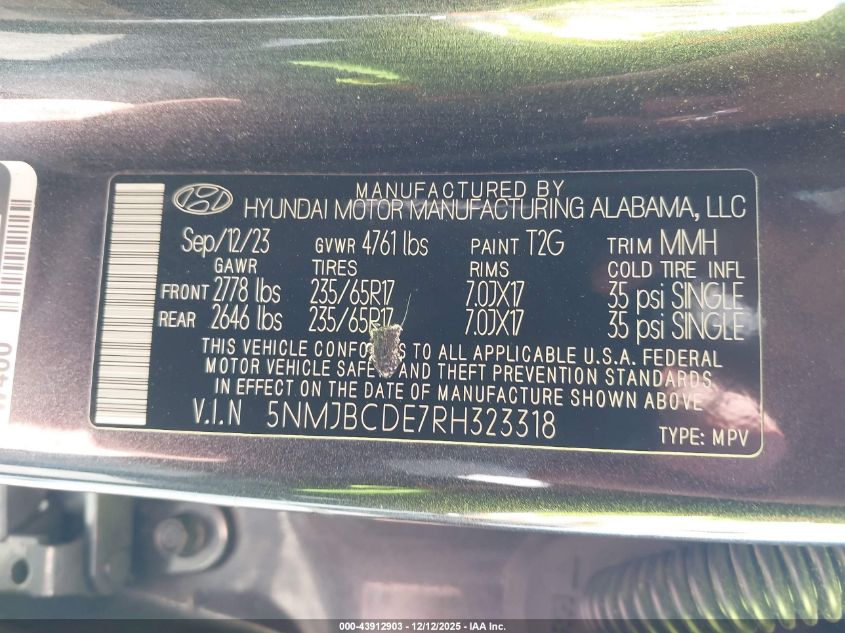 MANUFACTURED BY
HYUNDAI MOTOR MANUFACTURING ALABAMA, LLC
Sep/12/23 GVWR 4761 lbs PAINT T2G TRIM MMH
GAWR TIRES RIMS COLD TIRE INFL
FRONT 2778 lbs 235/65R17 7.0JX17 35 psi SINGLE
REAR 2646 lbs 235/65R17 7.0JX17 35 psi SINGLE
THIS VEHICLE TO ALL APPLICABLE U.S.A. FEDERAL
MOTOR VEHICLE AND THEFT PREVENTION STANDARDS
IN EFFECT ON THE DATE OF MANUFACTURE SHOWN ABOVE
V.I.N 5NMJBCDE7RH323318
TYPE: MPV
000-43912903 - 12/12/2025 - IAA Inc.